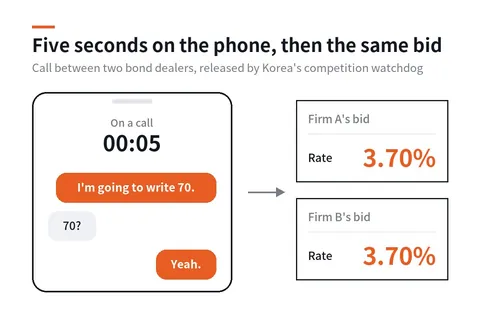 Five seconds on the phone, then the same bid
Call between two bond dealers, released by Korea's competition watchdog
On a call
00:05
I'm going to write 70.
70?
Yeah.
Firm A's bid
Rate 3.70%
Firm B's bid
Rate 3.70%